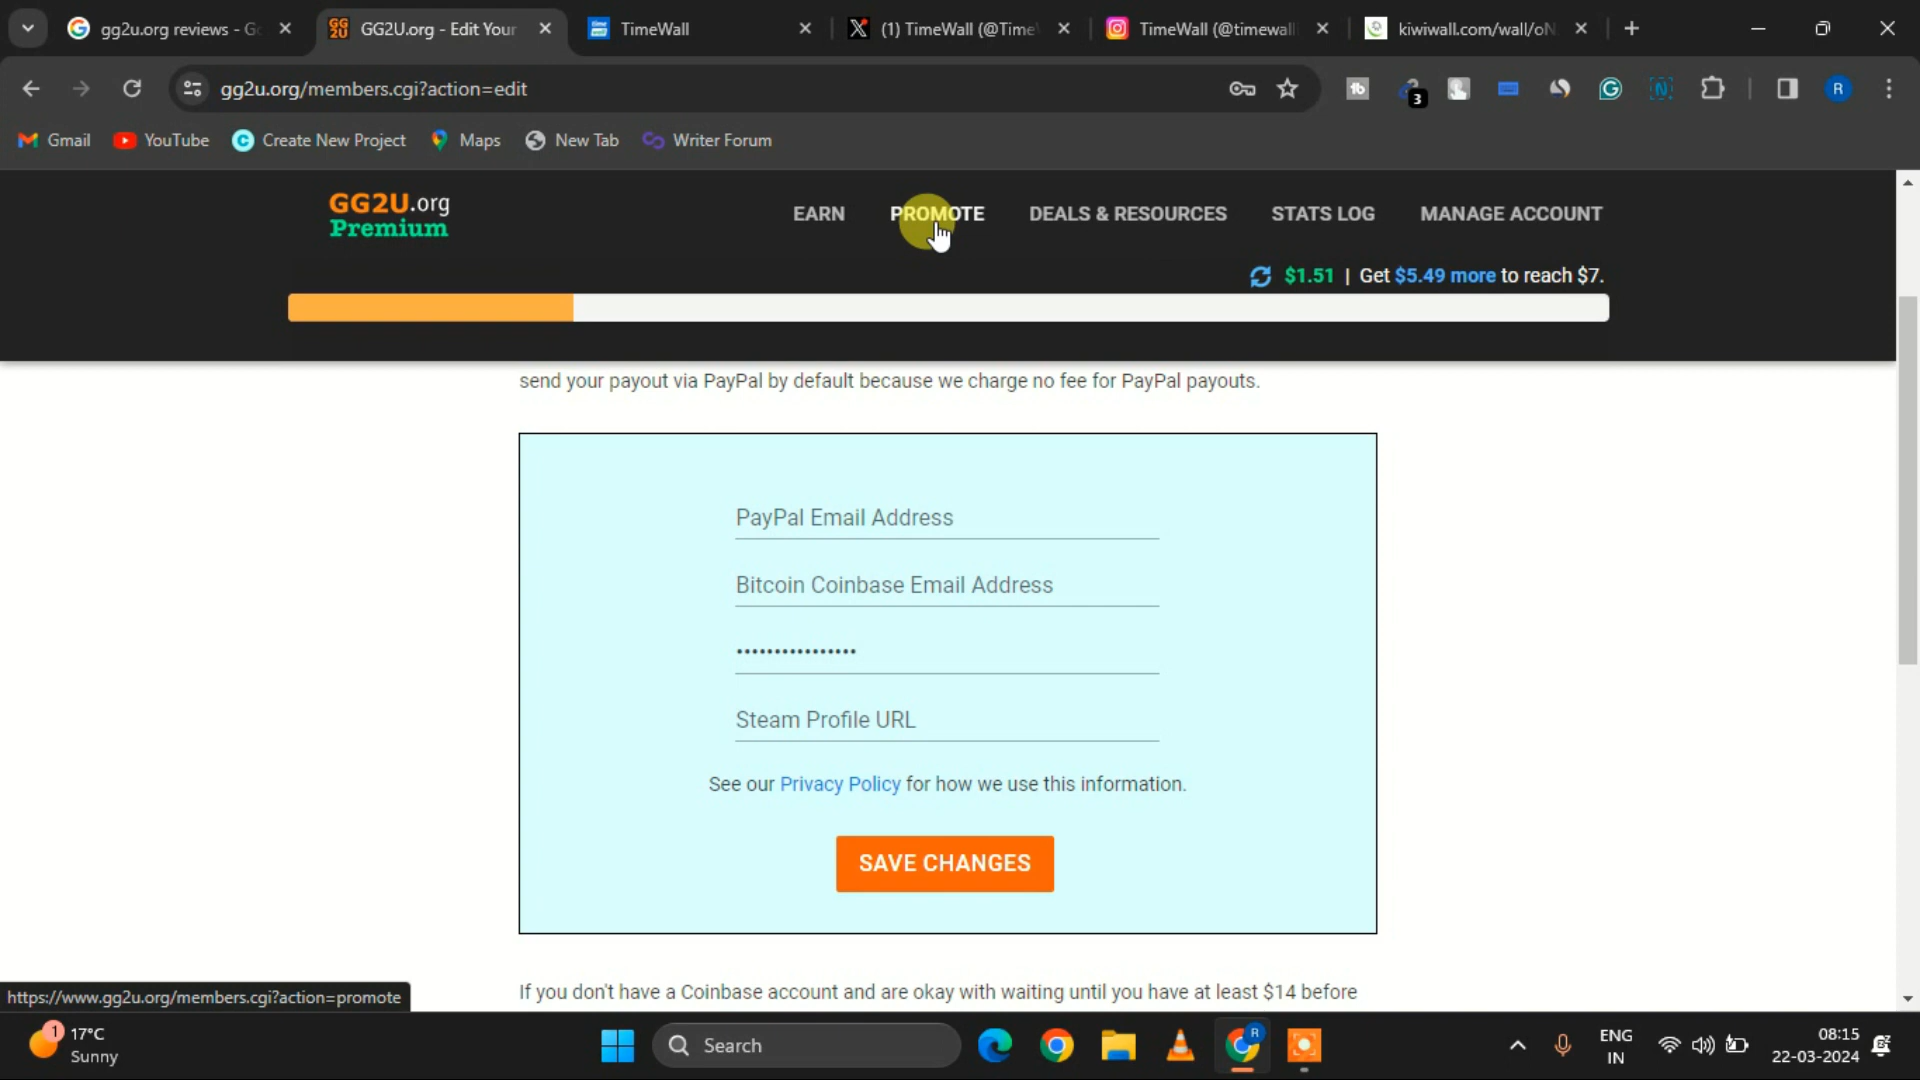 gg2u.org reviews - G
GG2U.org - Edit Your
TimeWall
(1) TimeWall (@Time
TimeWall (@timewall
kiwiwall.com/wall/oN
gg2u.org/members.cgi?action=edit
3
R
Gmail
YouTube
Create New Project
Maps
New Tab
Writer Forum
GG2U.org
Premium
EARN
PROMOTE
DEALS & RESOURCES
STATS LOG
MANAGE ACCOUNT
$1.51 | Get $5.49 more to reach $7.
send your payout via PayPal by default because we charge no fee for PayPal payouts.
PayPal Email Address
Bitcoin Coinbase Email Address
••••••••••••••••
Steam Profile URL
See our Privacy Policy for how we use this information.
SAVE CHANGES
If you don't have a Coinbase account and are okay with waiting until you have at least $14 before
https://www.gg2u.org/members.cgi?action=promote
1
17°C
Sunny
Search
R
ENG
IN
08:15
22-03-2024